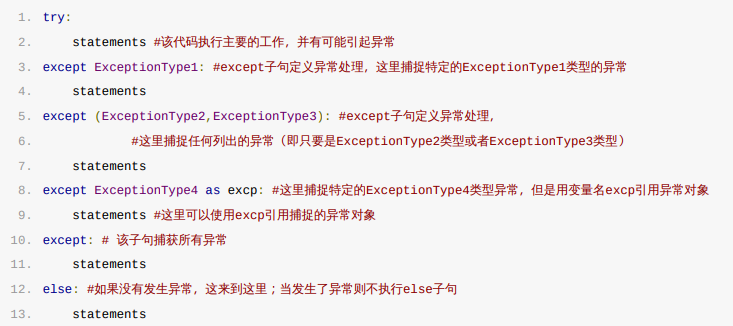 1. try:
2.     statements #该代码执行主要的工作，并有可能引起异常
3. except ExceptionType1: #except子句定义异常处理，这里捕捉特定的ExceptionType1类型的异常
4.     statements
5. except (ExceptionType2,ExceptionType3): #except子句定义异常处理，
6.             #这里捕捉任何列出的异常（即只要是ExceptionType2类型或者ExceptionType3类型）
7.     statements
8. except ExceptionType4 as excp: #这里捕捉特定的ExceptionType4类型异常，但是用变量名excp引用异常对象
9.     statements #这里可以使用excp引用捕捉的异常对象
10. except: # 该子句捕获所有异常
11.     statements
12. else: #如果没有发生异常，这来到这里；当发生了异常则不执行else子句
13.     statements